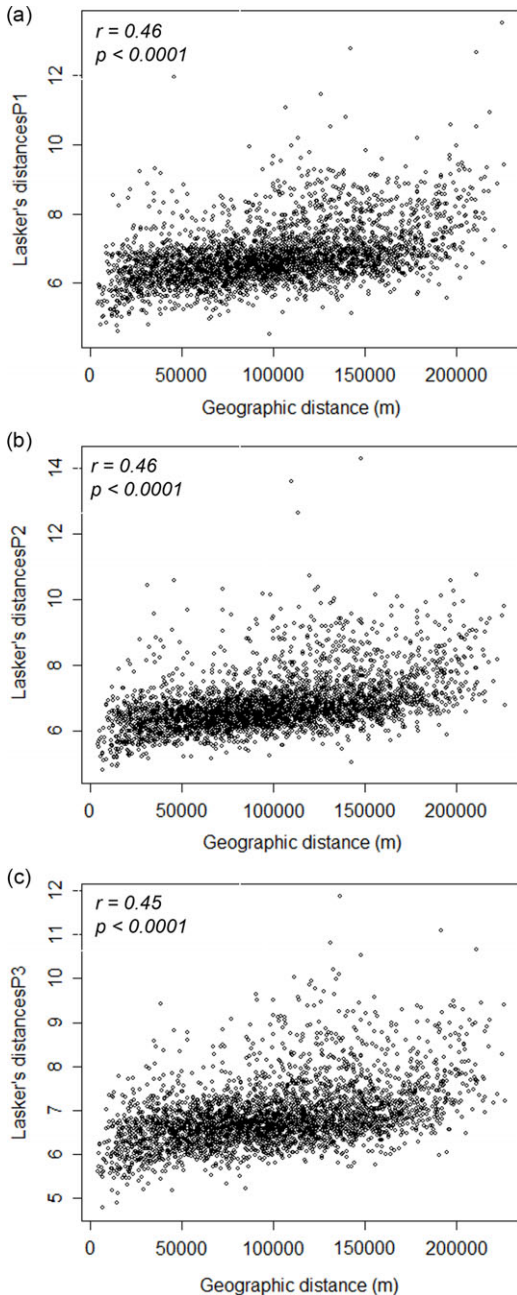 (a)
r = 0.46
p < 0.0001
12
10
8
6
Lasker's distancesP1
0 50000 100000 150000 200000
Geographic distance (m)
(b)
r = 0.46
p < 0.0001
14
12
10
8
6
Lasker's distancesP2
0 50000 100000 150000 200000
Geographic distance (m)
(c)
r = 0.45
p < 0.0001
12
11
10
9
8
7
6
5
Lasker's distancesP3
0 50000 100000 150000 200000
Geographic distance (m)